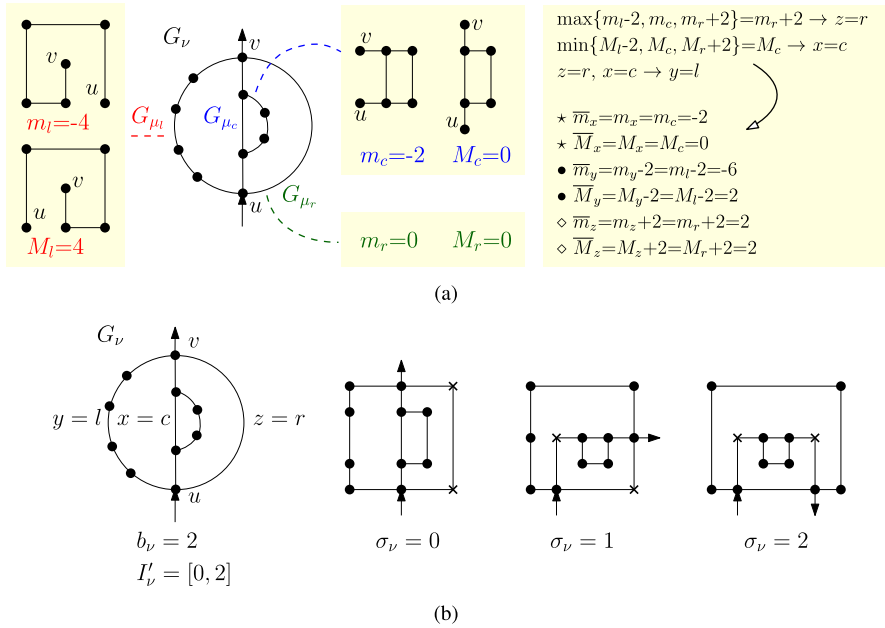 v
u
m_l=-4
u
v
M_l=4
G_ν
v
G_{μ_l}
G_{μ_c}
G_{μ_r}
u
v
u
v
u
m_c=-2 M_c=0
m_r=0 M_r=0
max{m_l-2, m_c, m_r+2}=m_r+2 → z=r
min{M_l-2, M_c, M_r+2}=M_c → x=c
z=r, x=c → y=l
⋆ m̅_x=m_x=m_c=-2
⋆ M̅_x=M_x=M_c=0
● m̅_y=m_y-2=m_l-2=-6
● M̅_y=M_y-2=M_l-2=2
◇ m̅_z=m_z+2=m_r+2=2
◇ M̅_z=M_z+2=M_r+2=2
(a)
G_ν
v
y = l x = c z = r
u
b_ν = 2
I'_ν = [0, 2]
σ_ν = 0 σ_ν = 1 σ_ν = 2
(b)